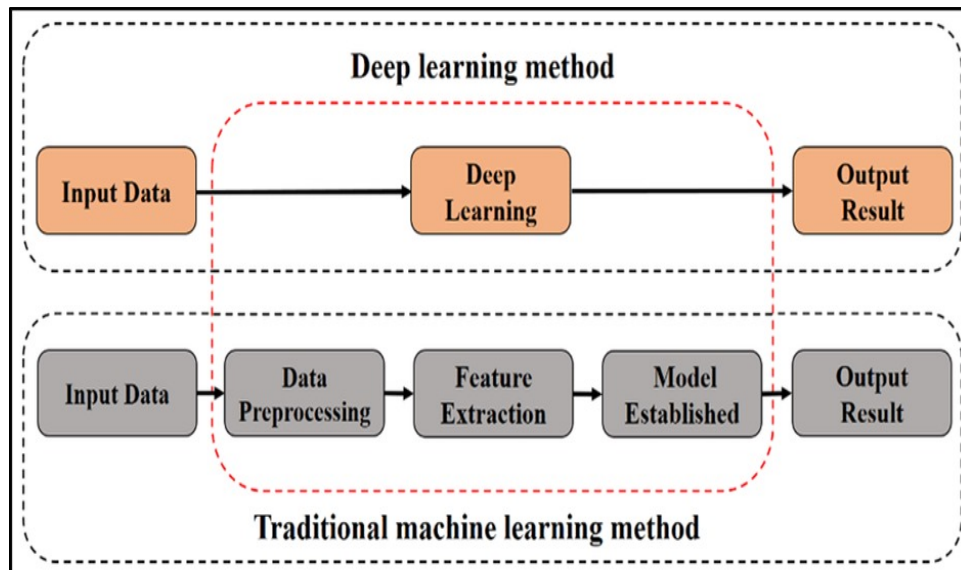 Deep learning method
Input Data
Deep
Learning
Output
Result
Input Data
Data
Preprocessing
Feature
Extraction
Model
Established
Output
Result
Traditional machine learning method